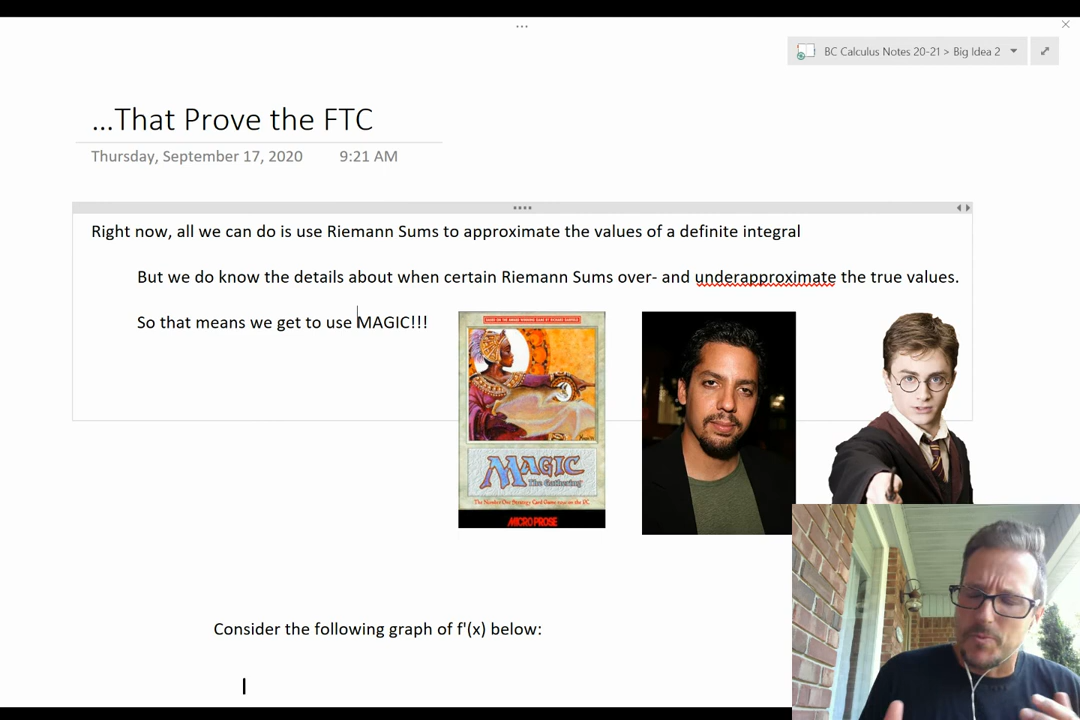 BC Calculus Notes 20-21 > Big Idea 2
...That Prove the FTC
Thursday, September 17, 2020 9:21 AM
Right now, all we can do is use Riemann Sums to approximate the values of a definite integral
But we do know the details about when certain Riemann Sums over- and underapproximate the true values.
So that means we get to use MAGIC!!!
MAGIC
The Gathering
MICROPROSE
Consider the following graph of f'(x) below: